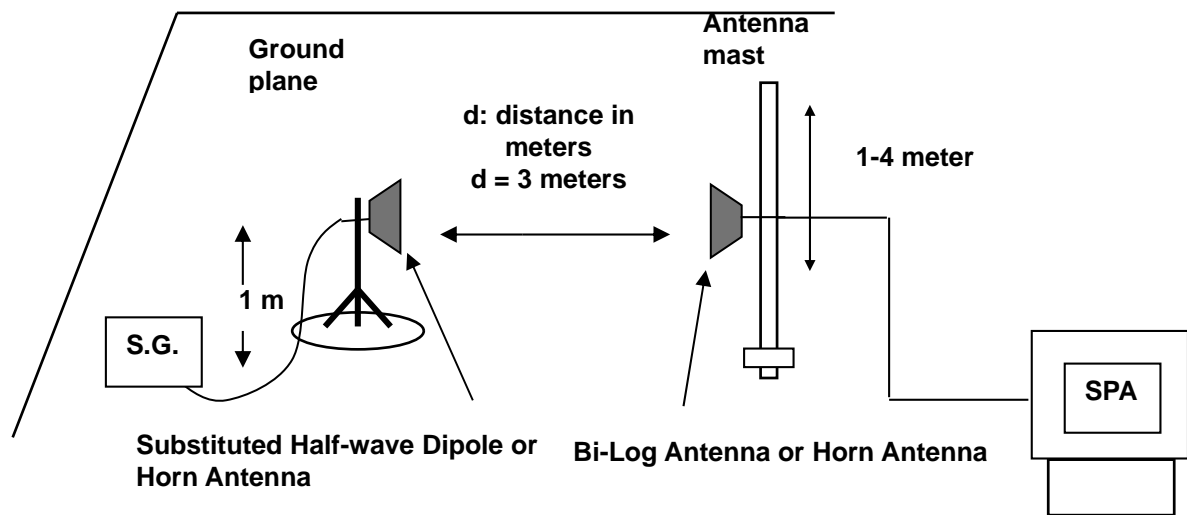 Ground
plane
Antenna
mast
d: distance in
meters
d = 3 meters
1-4 meter
1 m
S.G.
SPA
Substituted Half-wave Dipole or
Horn Antenna
Bi-Log Antenna or Horn Antenna